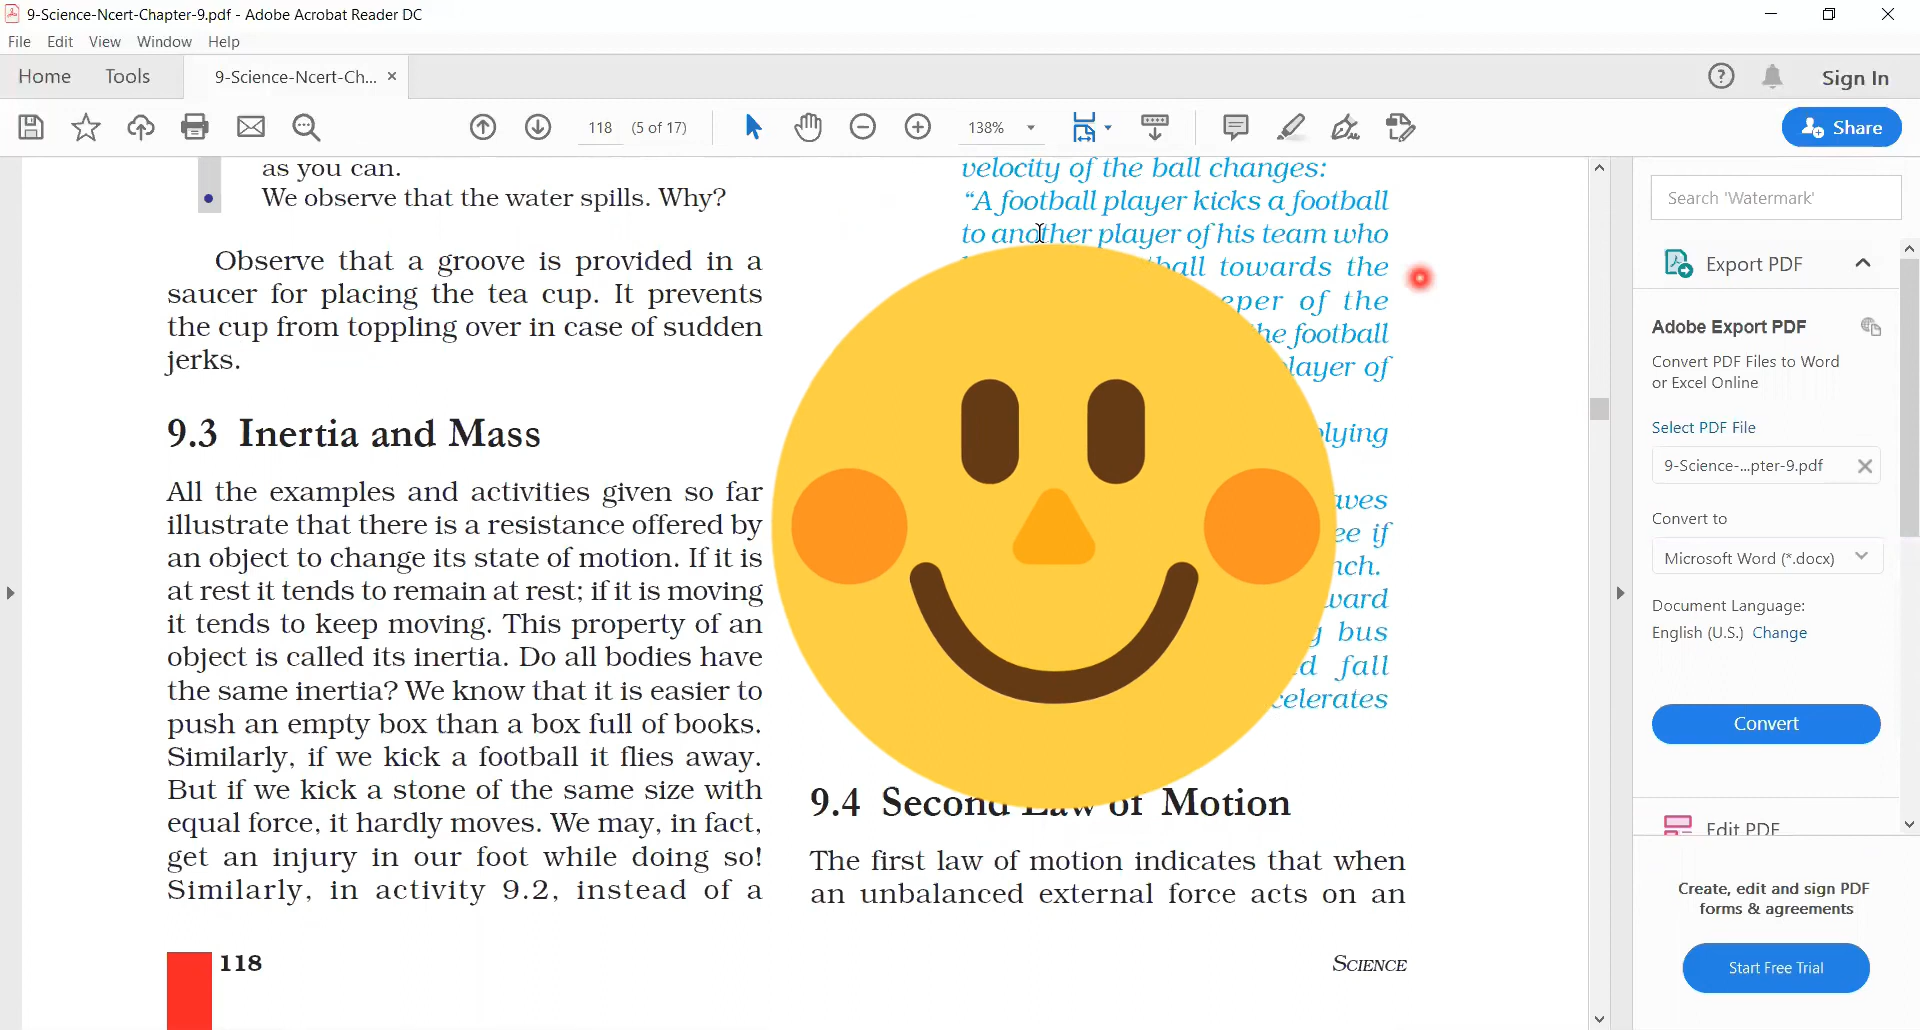 9-Science-Ncert-Chapter-9.pdf - Adobe Acrobat Reader DC
File Edit View Window Help
Home Tools 9-Science-Ncert-Ch... × Sign In
118 (5 of 17) 138% Share
as you can.
• We observe that the water spills. Why?
Observe that a groove is provided in a
saucer for placing the tea cup. It prevents
the cup from toppling over in case of sudden
jerks.
9.3 Inertia and Mass
All the examples and activities given so far
illustrate that there is a resistance offered by
an object to change its state of motion. If it is
at rest it tends to remain at rest; if it is moving
it tends to keep moving. This property of an
object is called its inertia. Do all bodies have
the same inertia? We know that it is easier to
push an empty box than a box full of books.
Similarly, if we kick a football it flies away.
But if we kick a stone of the same size with
equal force, it hardly moves. We may, in fact,
get an injury in our foot while doing so!
Similarly, in activity 9.2, instead of a
118
velocity of the ball changes:
“A football player kicks a football
to another player of his team who
towards the
of the
football
of
if
bus
fall
9.4 Second Law of Motion
The first law of motion indicates that when
an unbalanced external force acts on an
SCIENCE
Search 'Watermark'
Export PDF
Adobe Export PDF
Convert PDF Files to Word
or Excel Online
Select PDF File
9-Science-...pter-9.pdf
Convert to
Microsoft Word (*.docx)
Document Language:
English (U.S.) Change
Convert
Edit PDF
Create, edit and sign PDF
forms & agreements
Start Free Trial